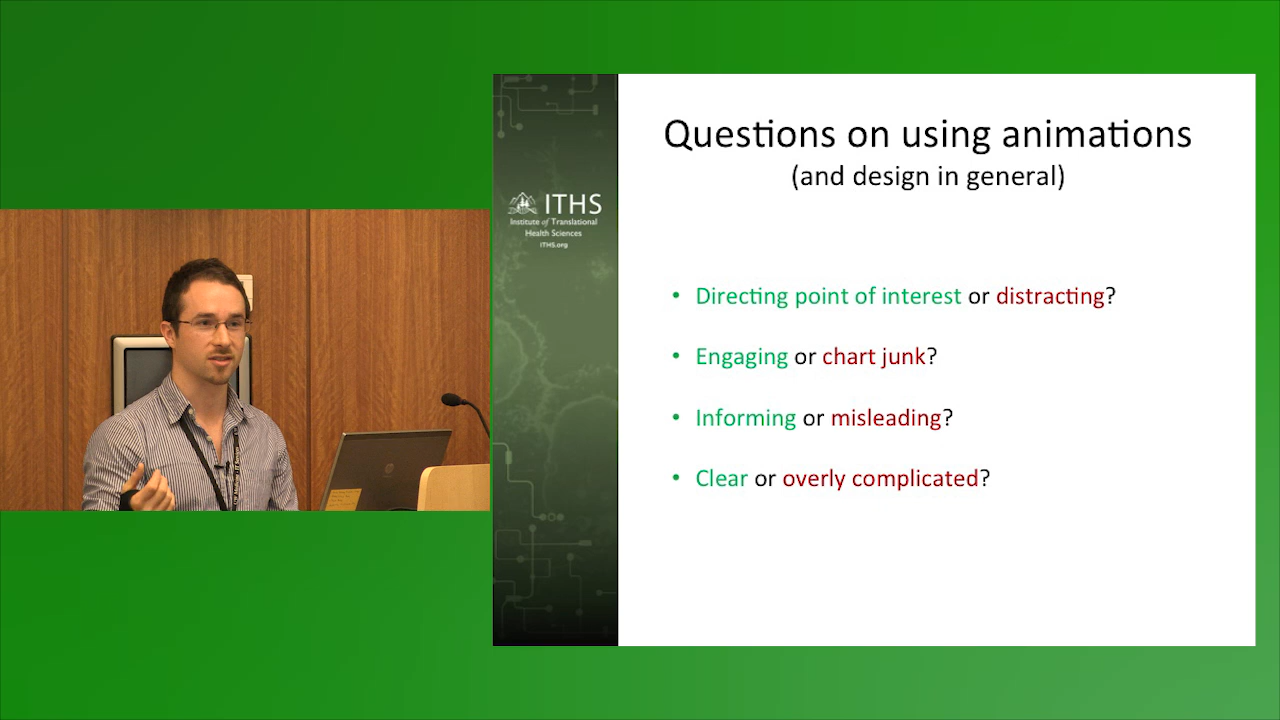 Questions on using animations
(and design in general)
ITHS
Institute of Translational
Health Sciences
ITHS.org
• Directing point of interest or distracting?
• Engaging or chart junk?
• Informing or misleading?
• Clear or overly complicated?